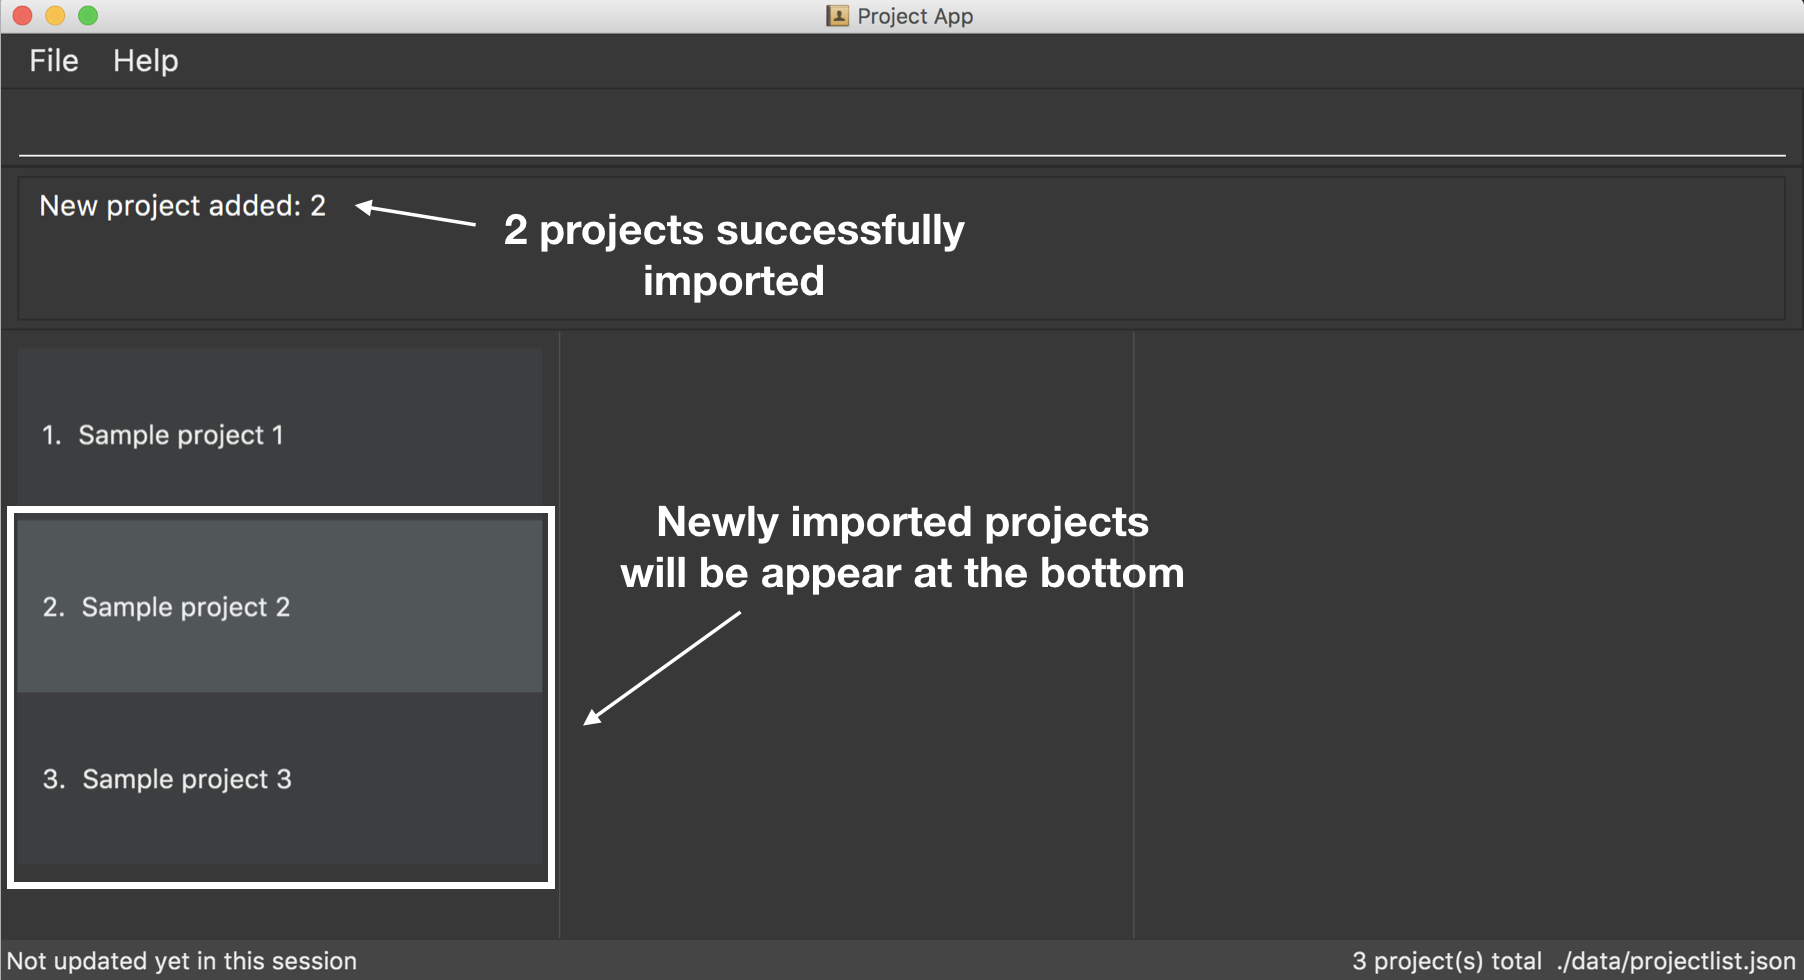 Project App
File Help
New project added: 2
2 projects successfully
imported
1. Sample project 1
Newly imported projects
will be appear at the bottom
2. Sample project 2
3. Sample project 3
Not updated yet in this session
3 project(s) total ./data/projectlist.json